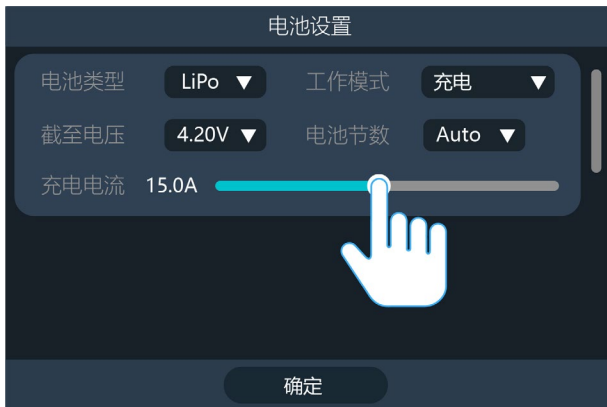 电池设置
电池类型 LiPo ▼ 工作模式 充电 ▼
截至电压 4.20V ▼ 电池节数 Auto ▼
充电电流 15.0A
确定